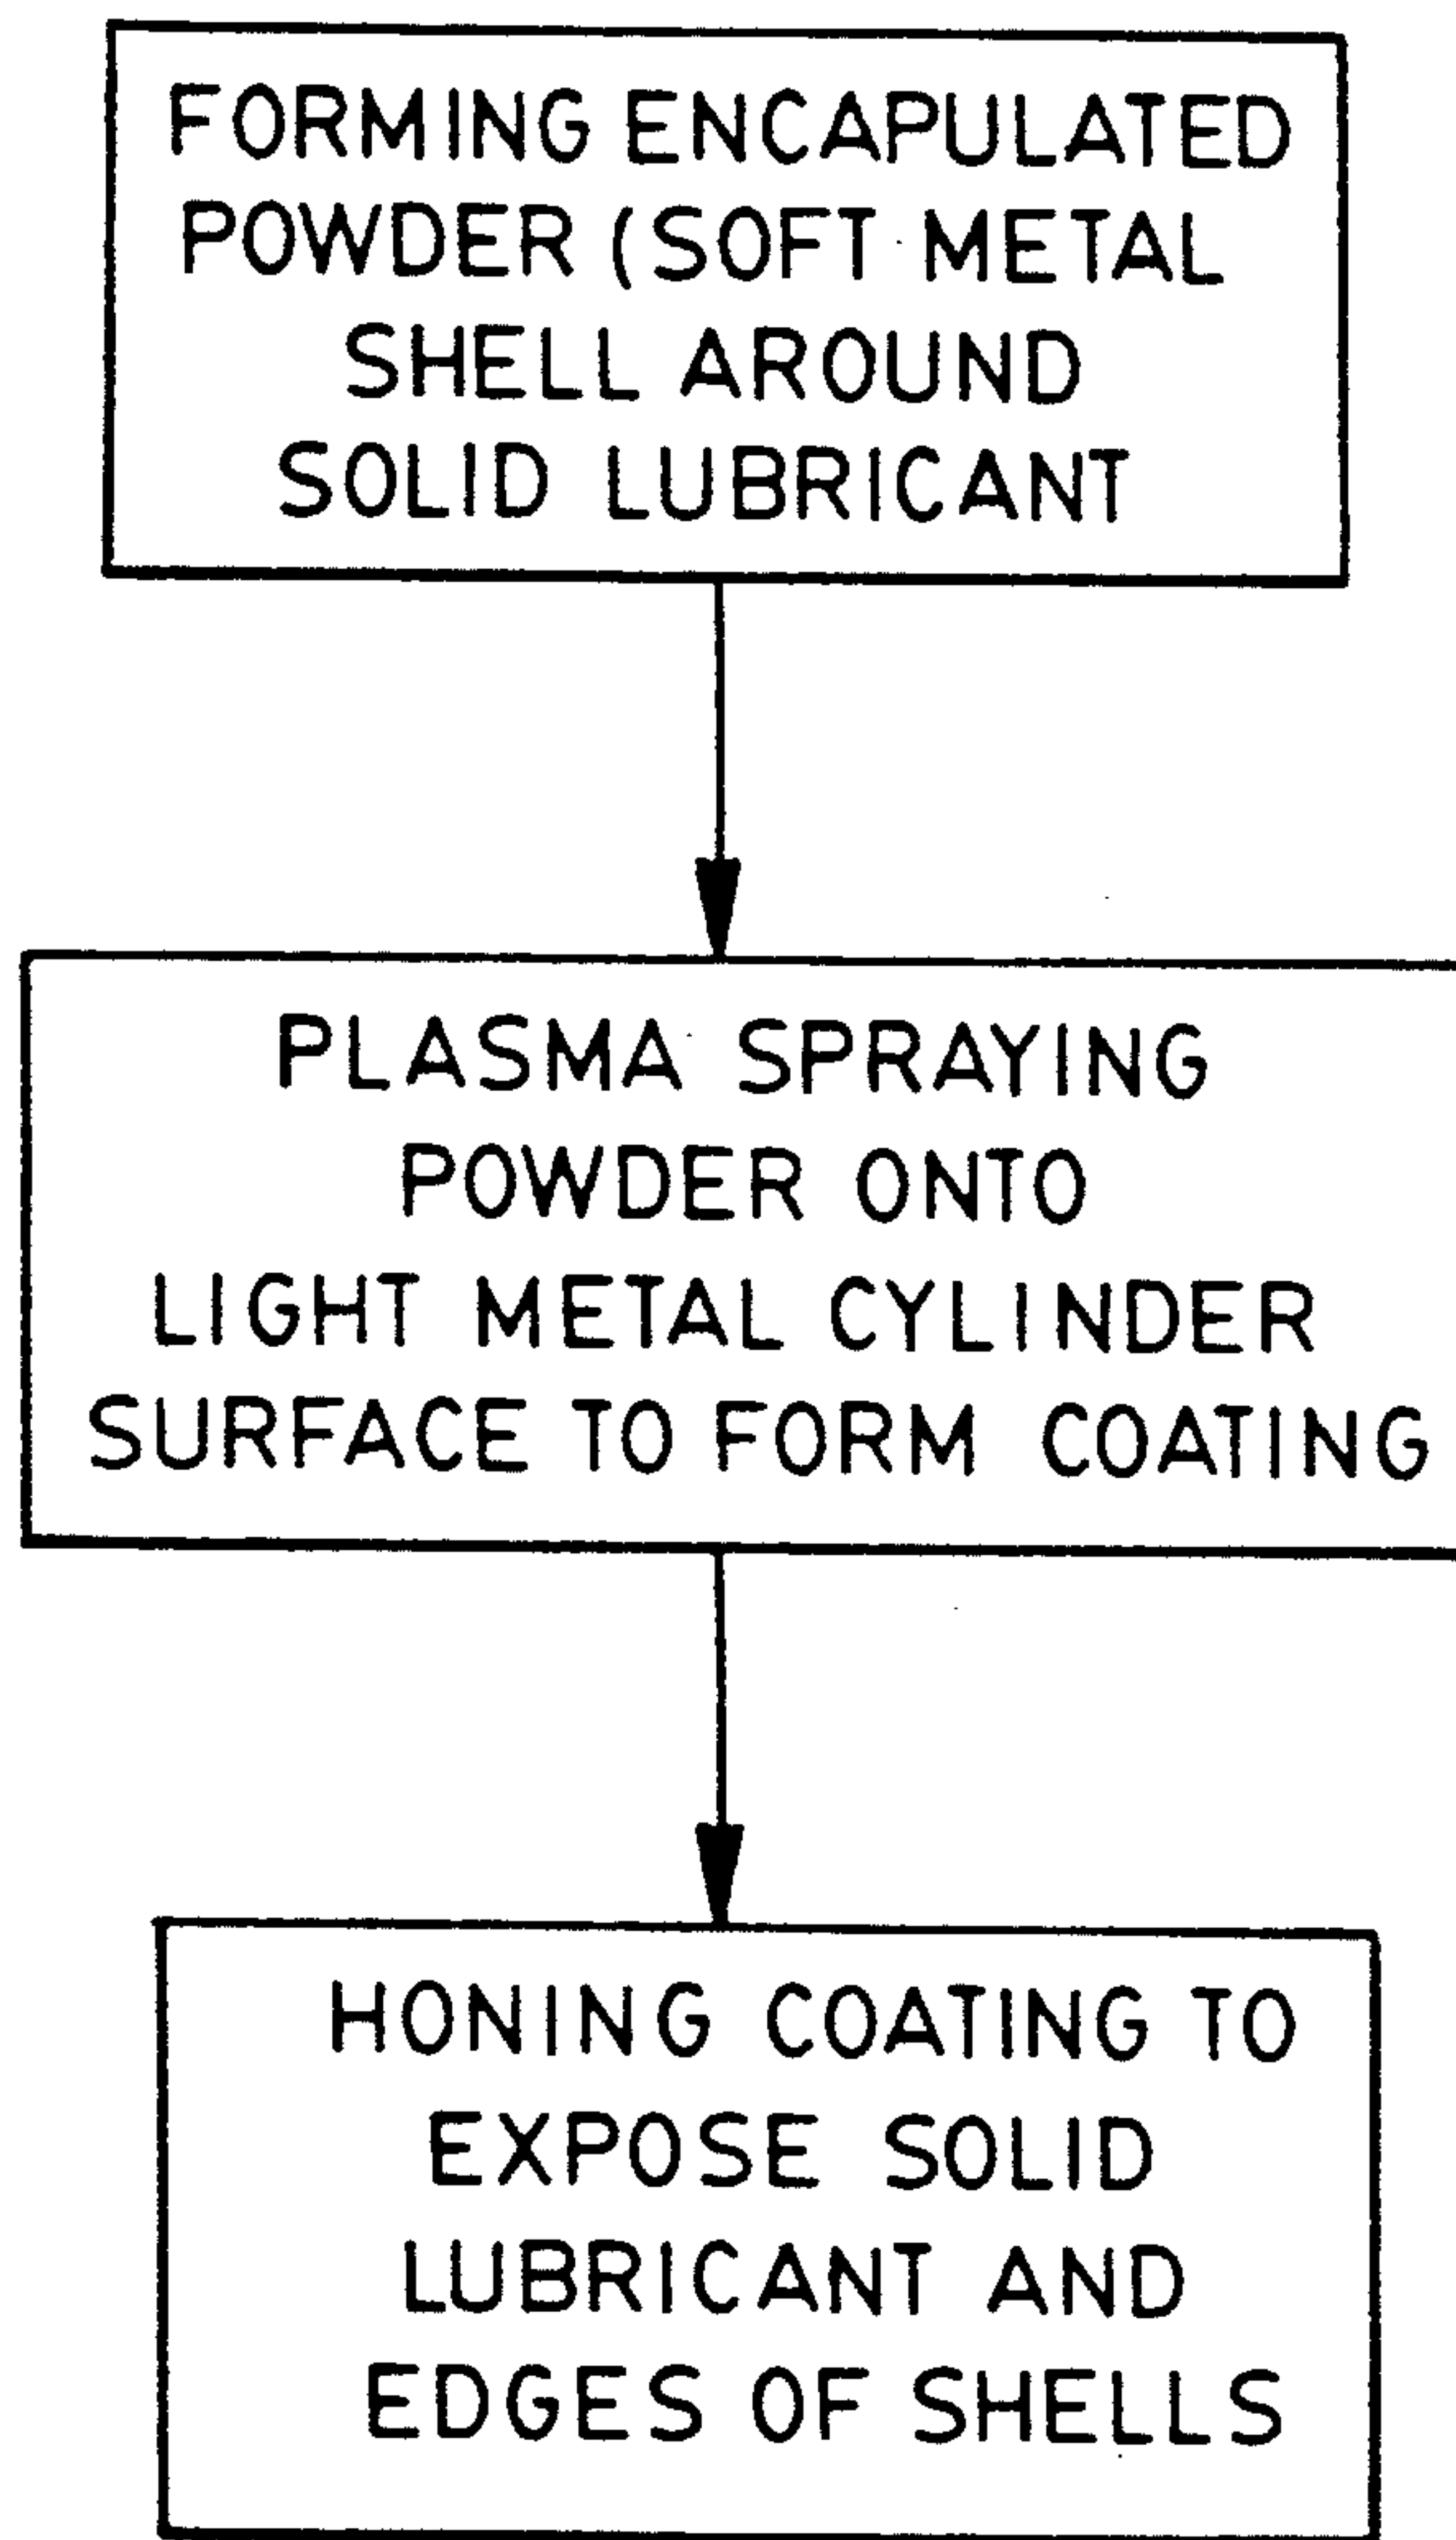 FORMING ENCAPULATED
POWDER (SOFT METAL
SHELL AROUND
SOLID LUBRICANT
PLASMA SPRAYING
POWDER ONTO
LIGHT METAL CYLINDER
SURFACE TO FORM COATING
HONING COATING TO
EXPOSE SOLID
LUBRICANT AND
EDGES OF SHELLS